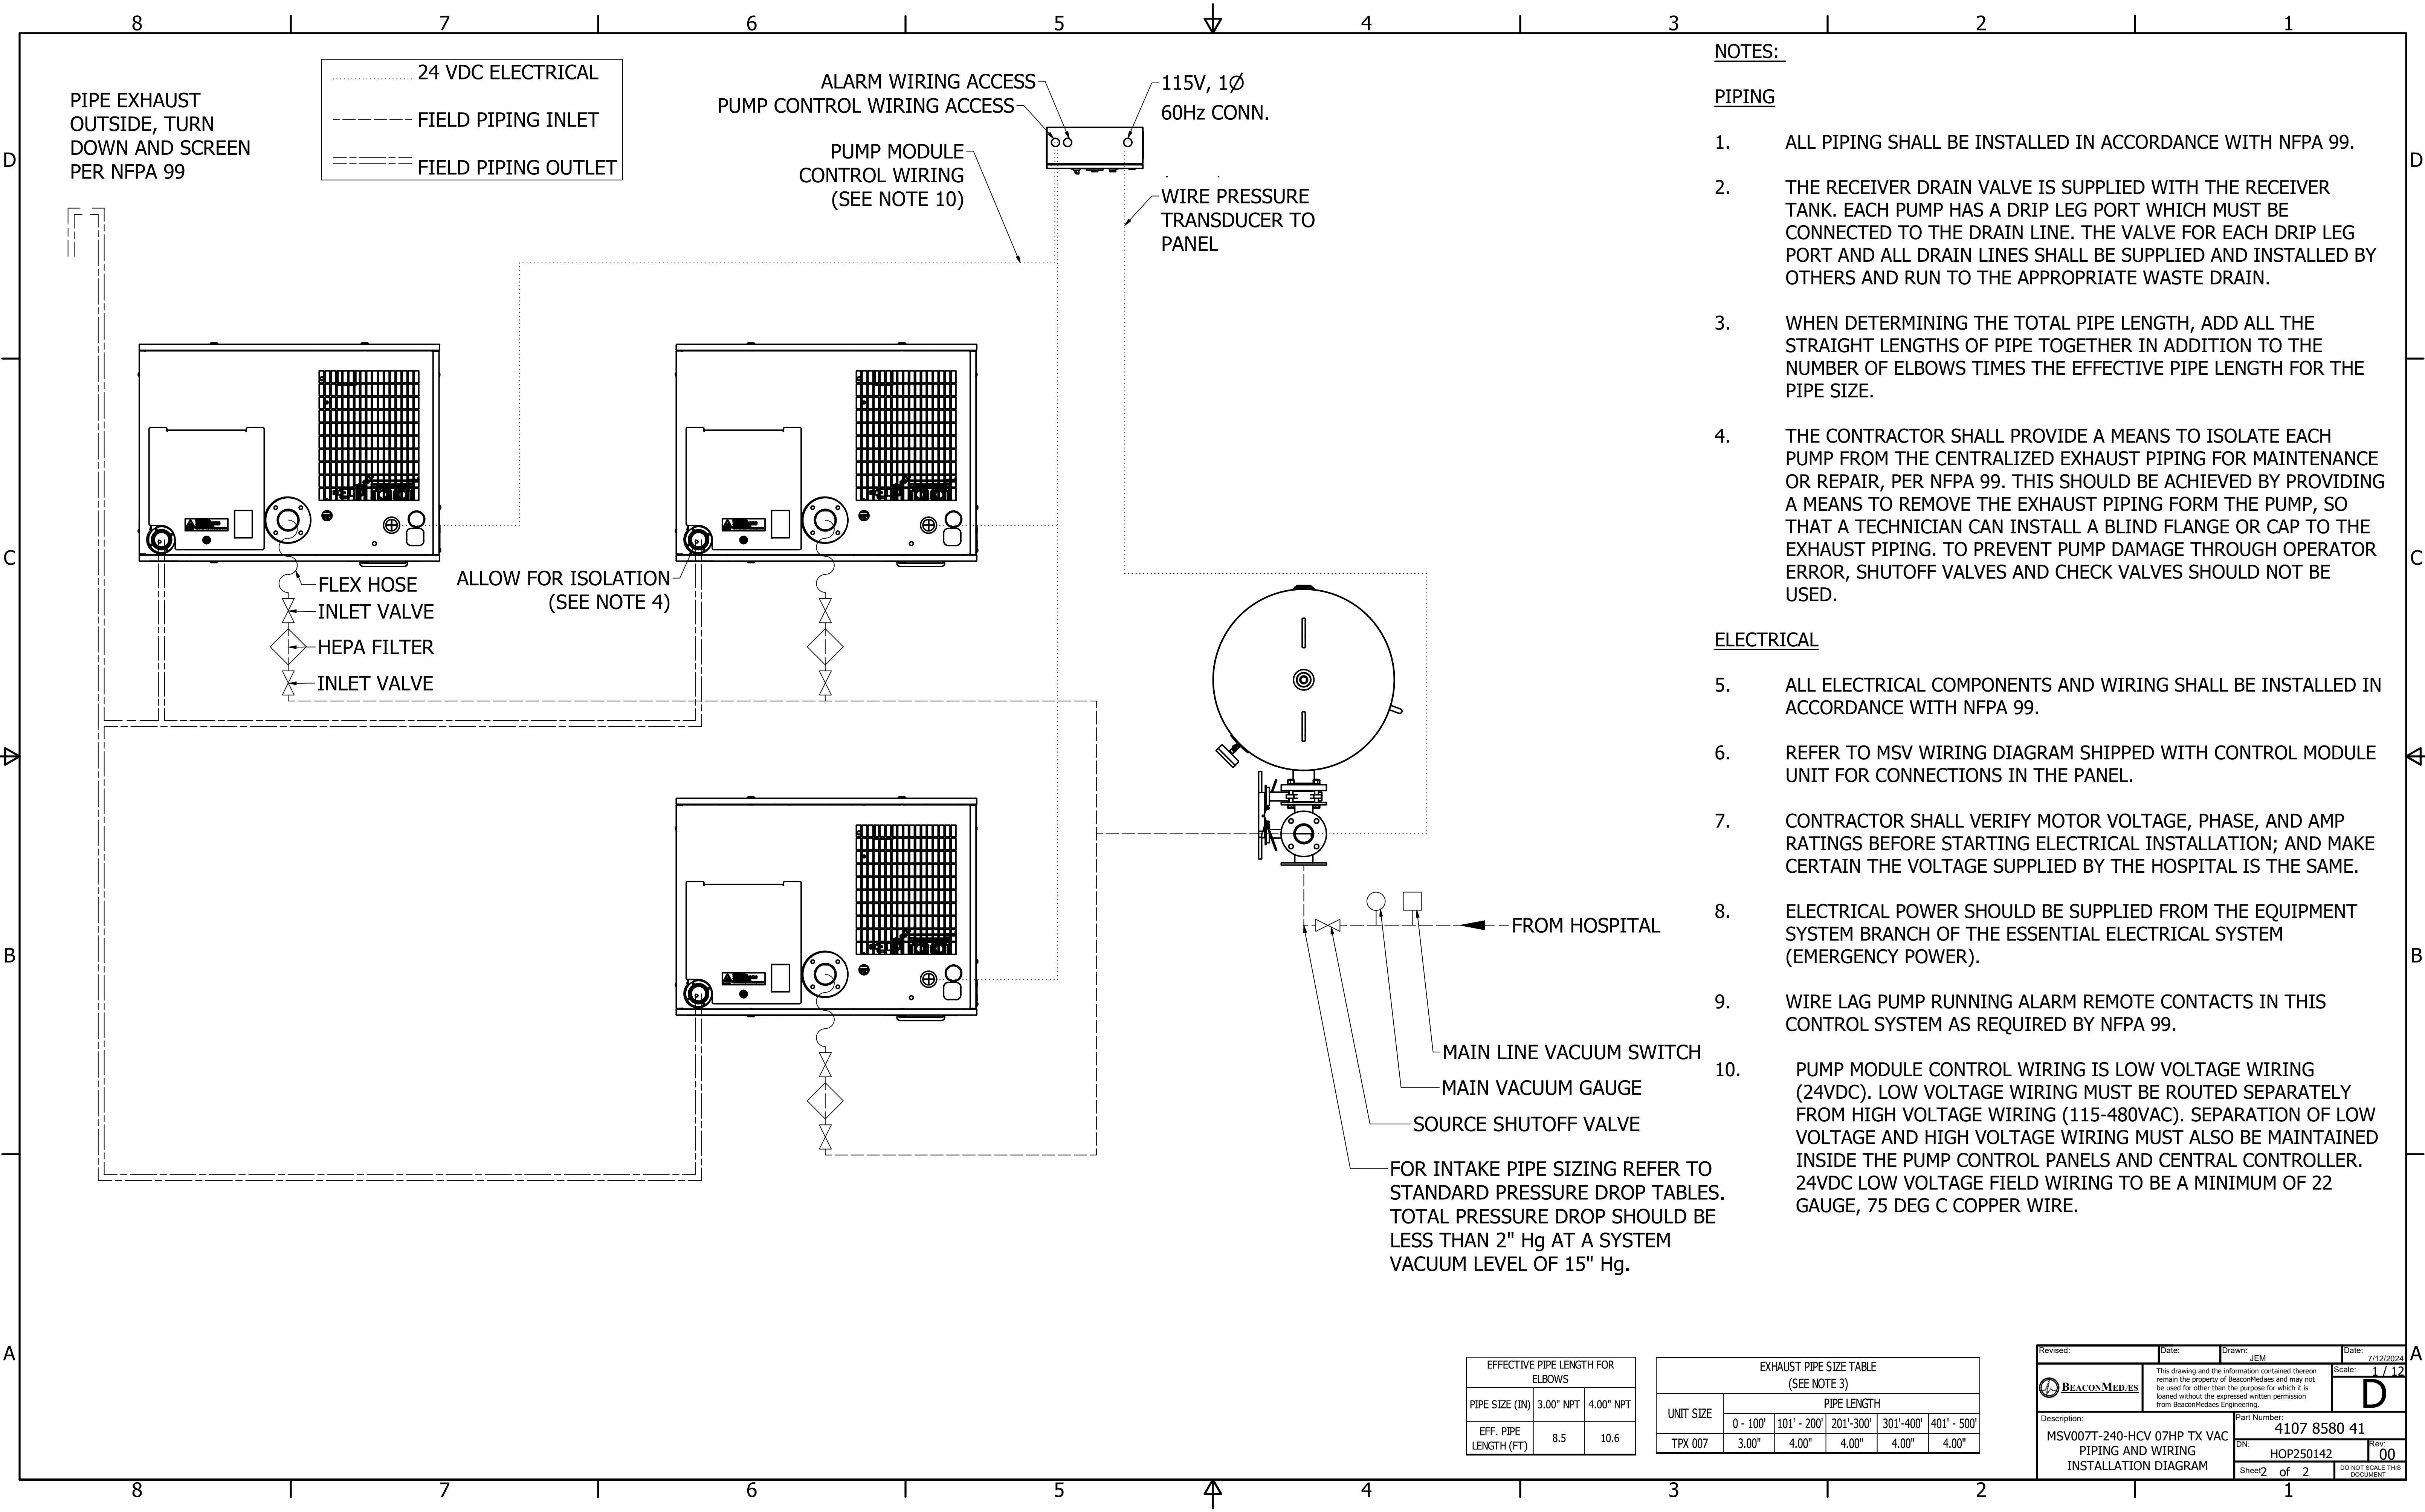 8 7 6 5 4 3 2 1
D
C
B
A
PIPE EXHAUST
OUTSIDE, TURN
DOWN AND SCREEN
PER NFPA 99
24 VDC ELECTRICAL
FIELD PIPING INLET
FIELD PIPING OUTLET
ALARM WIRING ACCESS
PUMP CONTROL WIRING ACCESS
115V, 1Ø
60Hz CONN.
PUMP MODULE
CONTROL WIRING
(SEE NOTE 10)
WIRE PRESSURE
TRANSDUCER TO
PANEL
FLEX HOSE
INLET VALVE
HEPA FILTER
INLET VALVE
ALLOW FOR ISOLATION
(SEE NOTE 4)
FROM HOSPITAL
MAIN LINE VACUUM SWITCH
MAIN VACUUM GAUGE
SOURCE SHUTOFF VALVE
FOR INTAKE PIPE SIZING REFER TO
STANDARD PRESSURE DROP TABLES.
TOTAL PRESSURE DROP SHOULD BE
LESS THAN 2" Hg AT A SYSTEM
VACUUM LEVEL OF 15" Hg.
NOTES:
PIPING
1. ALL PIPING SHALL BE INSTALLED IN ACCORDANCE WITH NFPA 99.
2. THE RECEIVER DRAIN VALVE IS SUPPLIED WITH THE RECEIVER
TANK. EACH PUMP HAS A DRIP LEG PORT WHICH MUST BE
CONNECTED TO THE DRAIN LINE. THE VALVE FOR EACH DRIP LEG
PORT AND ALL DRAIN LINES SHALL BE SUPPLIED AND INSTALLED BY
OTHERS AND RUN TO THE APPROPRIATE WASTE DRAIN.
3. WHEN DETERMINING THE TOTAL PIPE LENGTH, ADD ALL THE
STRAIGHT LENGTHS OF PIPE TOGETHER IN ADDITION TO THE
NUMBER OF ELBOWS TIMES THE EFFECTIVE PIPE LENGTH FOR THE
PIPE SIZE.
4. THE CONTRACTOR SHALL PROVIDE A MEANS TO ISOLATE EACH
PUMP FROM THE CENTRALIZED EXHAUST PIPING FOR MAINTENANCE
OR REPAIR, PER NFPA 99. THIS SHOULD BE ACHIEVED BY PROVIDING
A MEANS TO REMOVE THE EXHAUST PIPING FORM THE PUMP, SO
THAT A TECHNICIAN CAN INSTALL A BLIND FLANGE OR CAP TO THE
EXHAUST PIPING. TO PREVENT PUMP DAMAGE THROUGH OPERATOR
ERROR, SHUTOFF VALVES AND CHECK VALVES SHOULD NOT BE
USED.
ELECTRICAL
5. ALL ELECTRICAL COMPONENTS AND WIRING SHALL BE INSTALLED IN
ACCORDANCE WITH NFPA 99.
6. REFER TO MSV WIRING DIAGRAM SHIPPED WITH CONTROL MODULE
UNIT FOR CONNECTIONS IN THE PANEL.
7. CONTRACTOR SHALL VERIFY MOTOR VOLTAGE, PHASE, AND AMP
RATINGS BEFORE STARTING ELECTRICAL INSTALLATION; AND MAKE
CERTAIN THE VOLTAGE SUPPLIED BY THE HOSPITAL IS THE SAME.
8. ELECTRICAL POWER SHOULD BE SUPPLIED FROM THE EQUIPMENT
SYSTEM BRANCH OF THE ESSENTIAL ELECTRICAL SYSTEM
(EMERGENCY POWER).
9. WIRE LAG PUMP RUNNING ALARM REMOTE CONTACTS IN THIS
CONTROL SYSTEM AS REQUIRED BY NFPA 99.
10. PUMP MODULE CONTROL WIRING IS LOW VOLTAGE WIRING
(24VDC). LOW VOLTAGE WIRING MUST BE ROUTED SEPARATELY
FROM HIGH VOLTAGE WIRING (115-480VAC). SEPARATION OF LOW
VOLTAGE AND HIGH VOLTAGE WIRING MUST ALSO BE MAINTAINED
INSIDE THE PUMP CONTROL PANELS AND CENTRAL CONTROLLER.
24VDC LOW VOLTAGE FIELD WIRING TO BE A MINIMUM OF 22
GAUGE, 75 DEG C COPPER WIRE.
EFFECTIVE PIPE LENGTH FOR
ELBOWS
PIPE SIZE (IN) 3.00" NPT 4.00" NPT
EFF. PIPE
LENGTH (FT) 8.5 10.6
EXHAUST PIPE SIZE TABLE
(SEE NOTE 3)
UNIT SIZE PIPE LENGTH
0 - 100' 101' - 200' 201'-300' 301'-400' 401' - 500'
TPX 007 3.00" 4.00" 4.00" 4.00" 4.00"
Revised: Date: Drawn: JEM Date: 7/12/2024
BEACONMEDÆS
This drawing and the information contained thereon
remain the property of BeaconMedaes and may not
be used for other than the purpose for which it is
loaned without the expressed written permission
from BeaconMedaes Engineering.
Scale: 1 / 12
D
Description:
MSV007T-240-HCV 07HP TX VAC
PIPING AND WIRING
INSTALLATION DIAGRAM
Part Number:
4107 8580 41
DN: HOP250142
Rev: 00
Sheet 2 of 2
DO NOT SCALE THIS
DOCUMENT
D
C
B
A
8 7 6 5 4 3 2 1